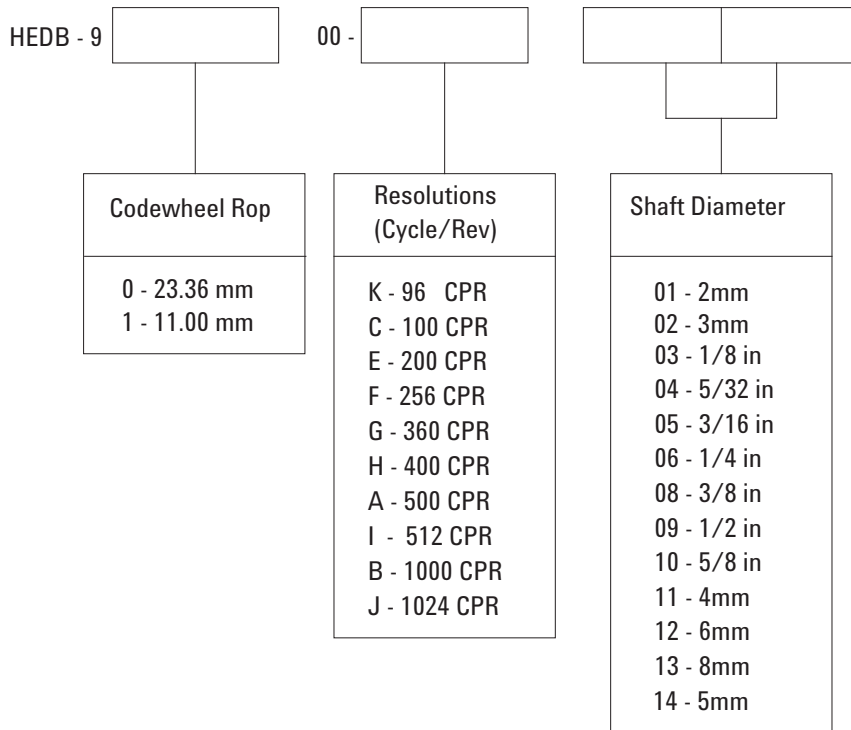 HEDB - 9
00 -
Codewheel Rop
0 - 23.36 mm
1 - 11.00 mm
Resolutions
(Cycle/Rev)
K - 96 CPR
C - 100 CPR
E - 200 CPR
F - 256 CPR
G - 360 CPR
H - 400 CPR
A - 500 CPR
I - 512 CPR
B - 1000 CPR
J - 1024 CPR
Shaft Diameter
01 - 2mm
02 - 3mm
03 - 1/8 in
04 - 5/32 in
05 - 3/16 in
06 - 1/4 in
08 - 3/8 in
09 - 1/2 in
10 - 5/8 in
11 - 4mm
12 - 6mm
13 - 8mm
14 - 5mm